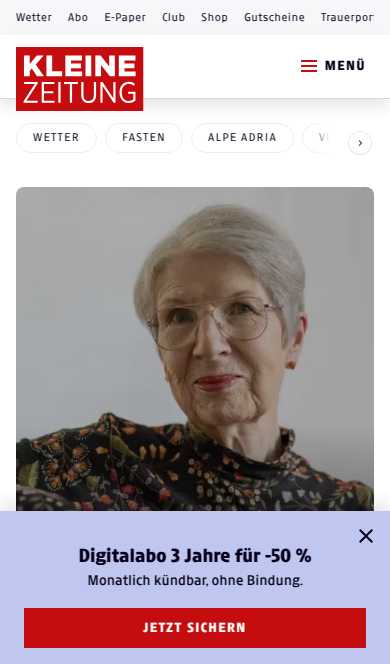 Wetter Abo E-Paper Club Shop Gutscheine
KLEINE
ZEITUNG
MENÜ
WETTER FASTEN ALPE ADRIA
Digitalabo 3 Jahre für -50 %
Monatlich kündbar, ohne Bindung.
JETZT SICHERN